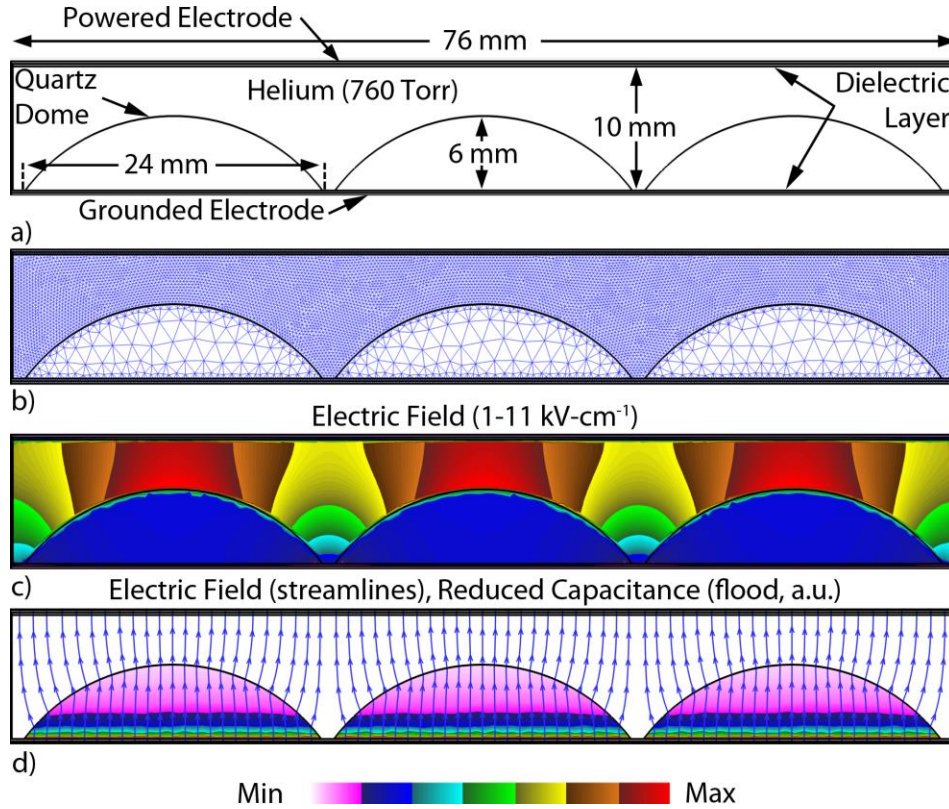 Powered Electrode
76 mm
Quartz
Dome
Helium (760 Torr)
Dielectric
Layer
10 mm
6 mm
24 mm
Grounded Electrode
a)
b)
Electric Field (1-11 kV-cm⁻¹)
c)
Electric Field (streamlines), Reduced Capacitance (flood, a.u.)
d)
Min Max